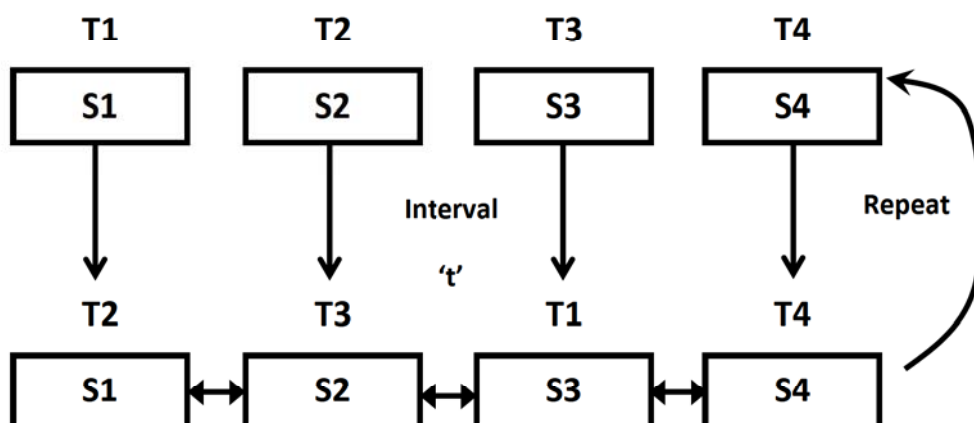 T1 T2 T3 T4
S1 S2 S3 S4
Interval
Repeat
‘t’
T2 T3 T1 T4
S1 S2 S3 S4